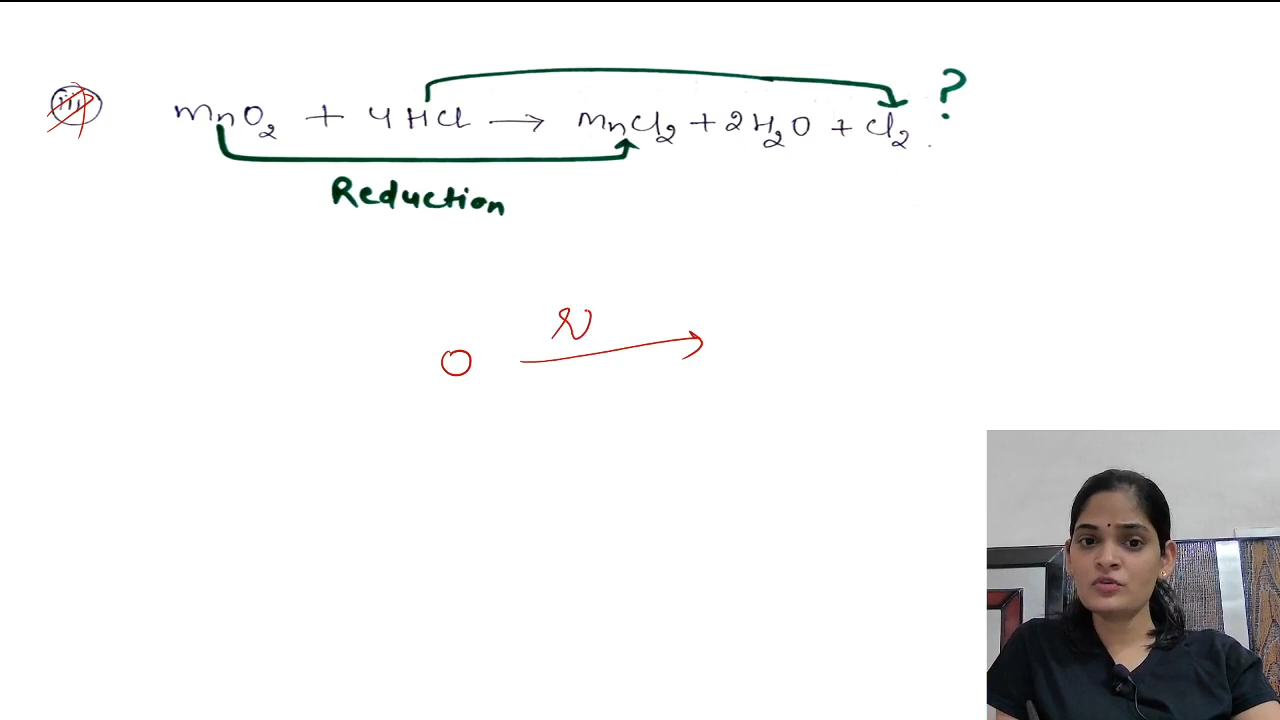 (iii) MnO₂ + 4HCl → MnCl₂ + 2H₂O + Cl₂ ?
Reduction
O →